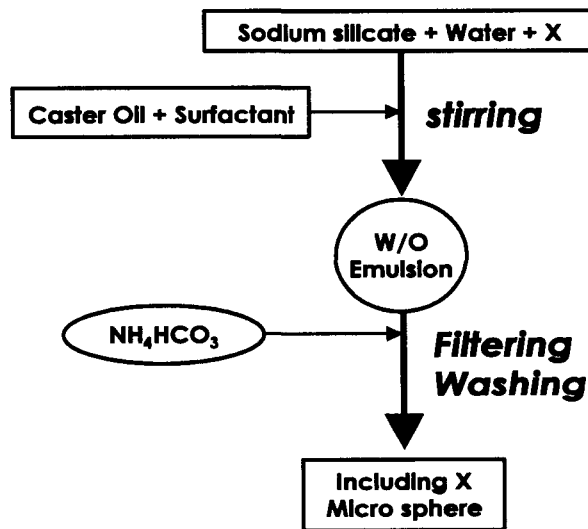 Sodium silicate + Water + X
Caster Oil + Surfactant
stirring
W/O
Emulsion
NH₄HCO₃
Filtering
Washing
Including X
Micro sphere